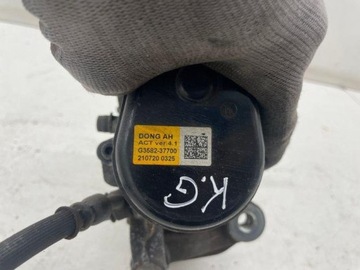 DONG AH
ACT ver.4.1
G3682-37700
210720 0325
K.G